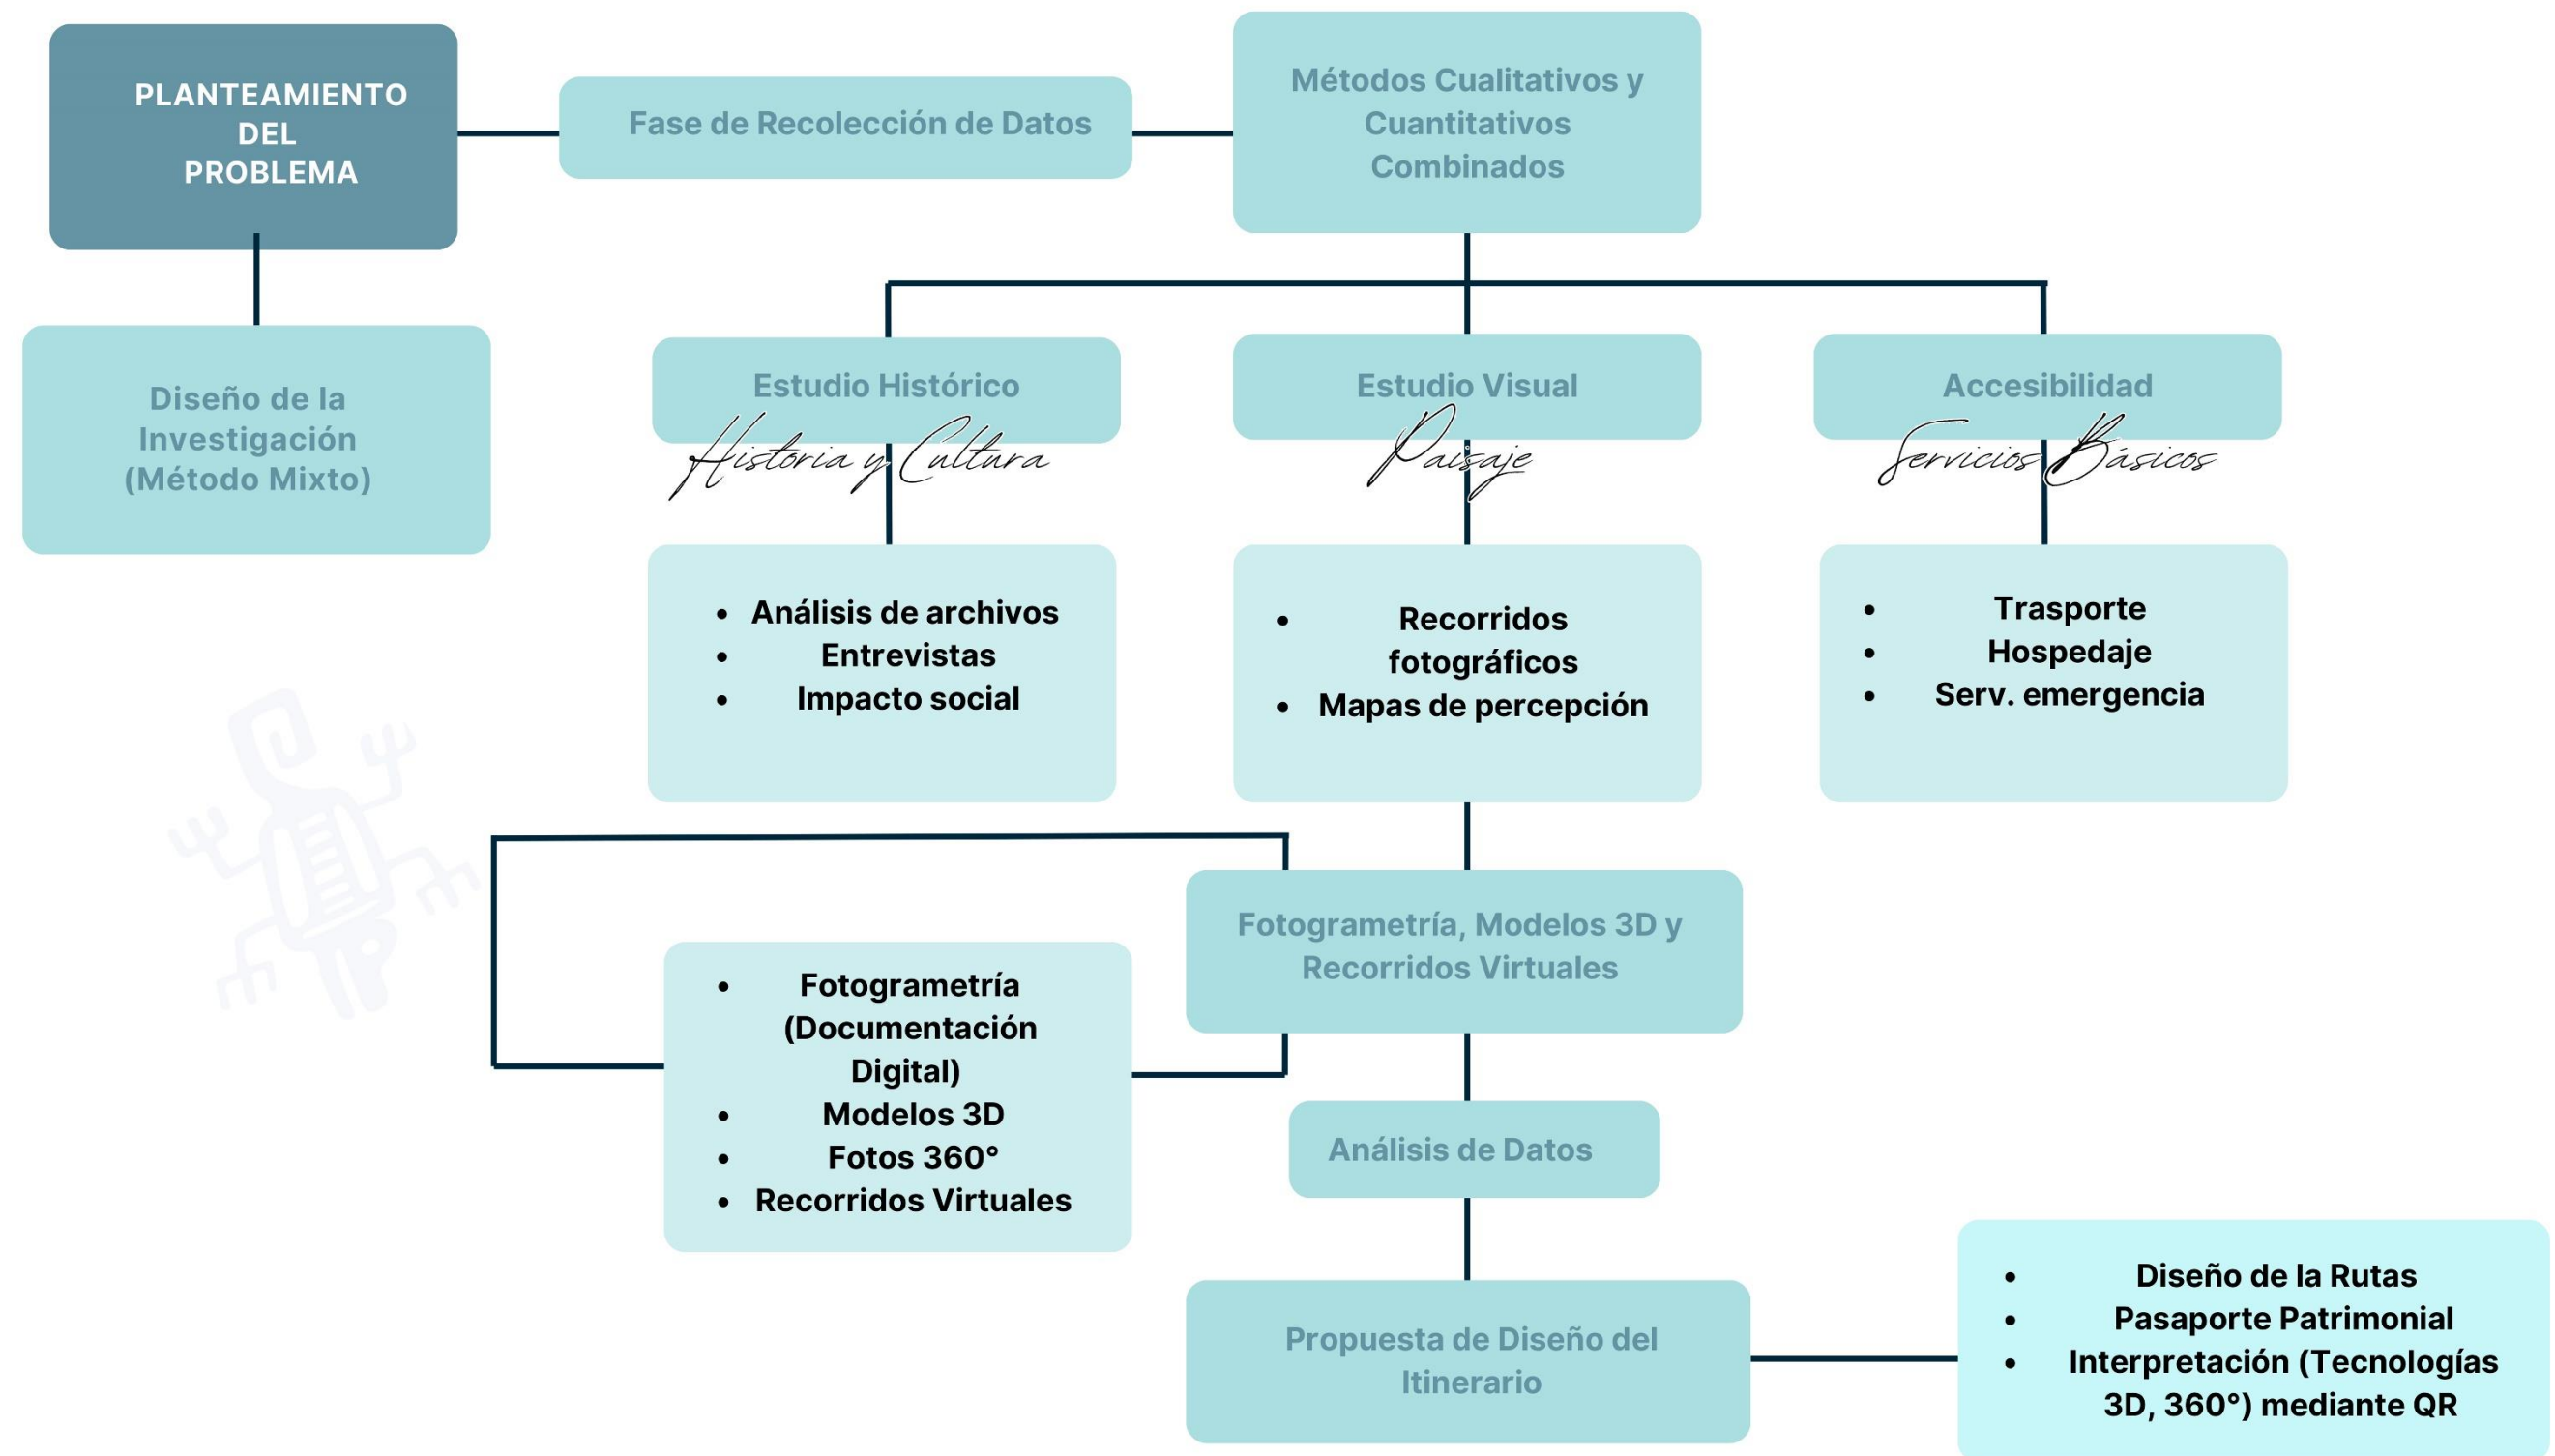 PLANTEAMIENTO
DEL
PROBLEMA
Fase de Recolección de Datos
Métodos Cualitativos y
Cuantitativos
Combinados
Diseño de la
Investigación
(Método Mixto)
Estudio Histórico
Historia y Cultura
Estudio Visual
Paisaje
Accesibilidad
Servicios Básicos
• Análisis de archivos
• Entrevistas
• Impacto social
• Recorridos
fotográficos
• Mapas de percepción
• Trasporte
• Hospedaje
• Serv. emergencia
Fotogrametría, Modelos 3D y
Recorridos Virtuales
• Fotogrametría
(Documentación
Digital)
• Modelos 3D
• Fotos 360°
• Recorridos Virtuales
Análisis de Datos
Propuesta de Diseño del
Itinerario
• Diseño de la Rutas
• Pasaporte Patrimonial
• Interpretación (Tecnologías
3D, 360°) mediante QR